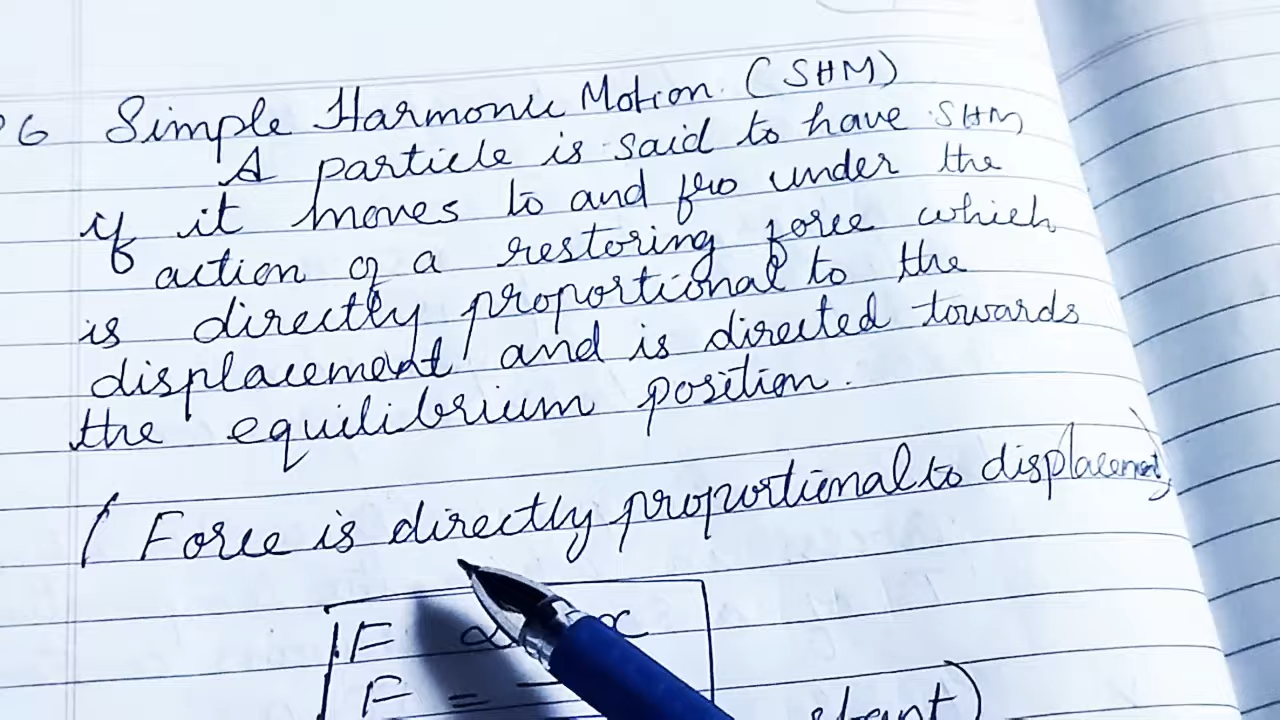 6 Simple Harmonic Motion. (SHM)
A particle is said to have SHM
if it moves to and fro under the
action of a restoring force which
is directly proportional to the
displacement and is directed towards
the equilibrium position.
( Force is directly proportional to displacement)
F α x
F =